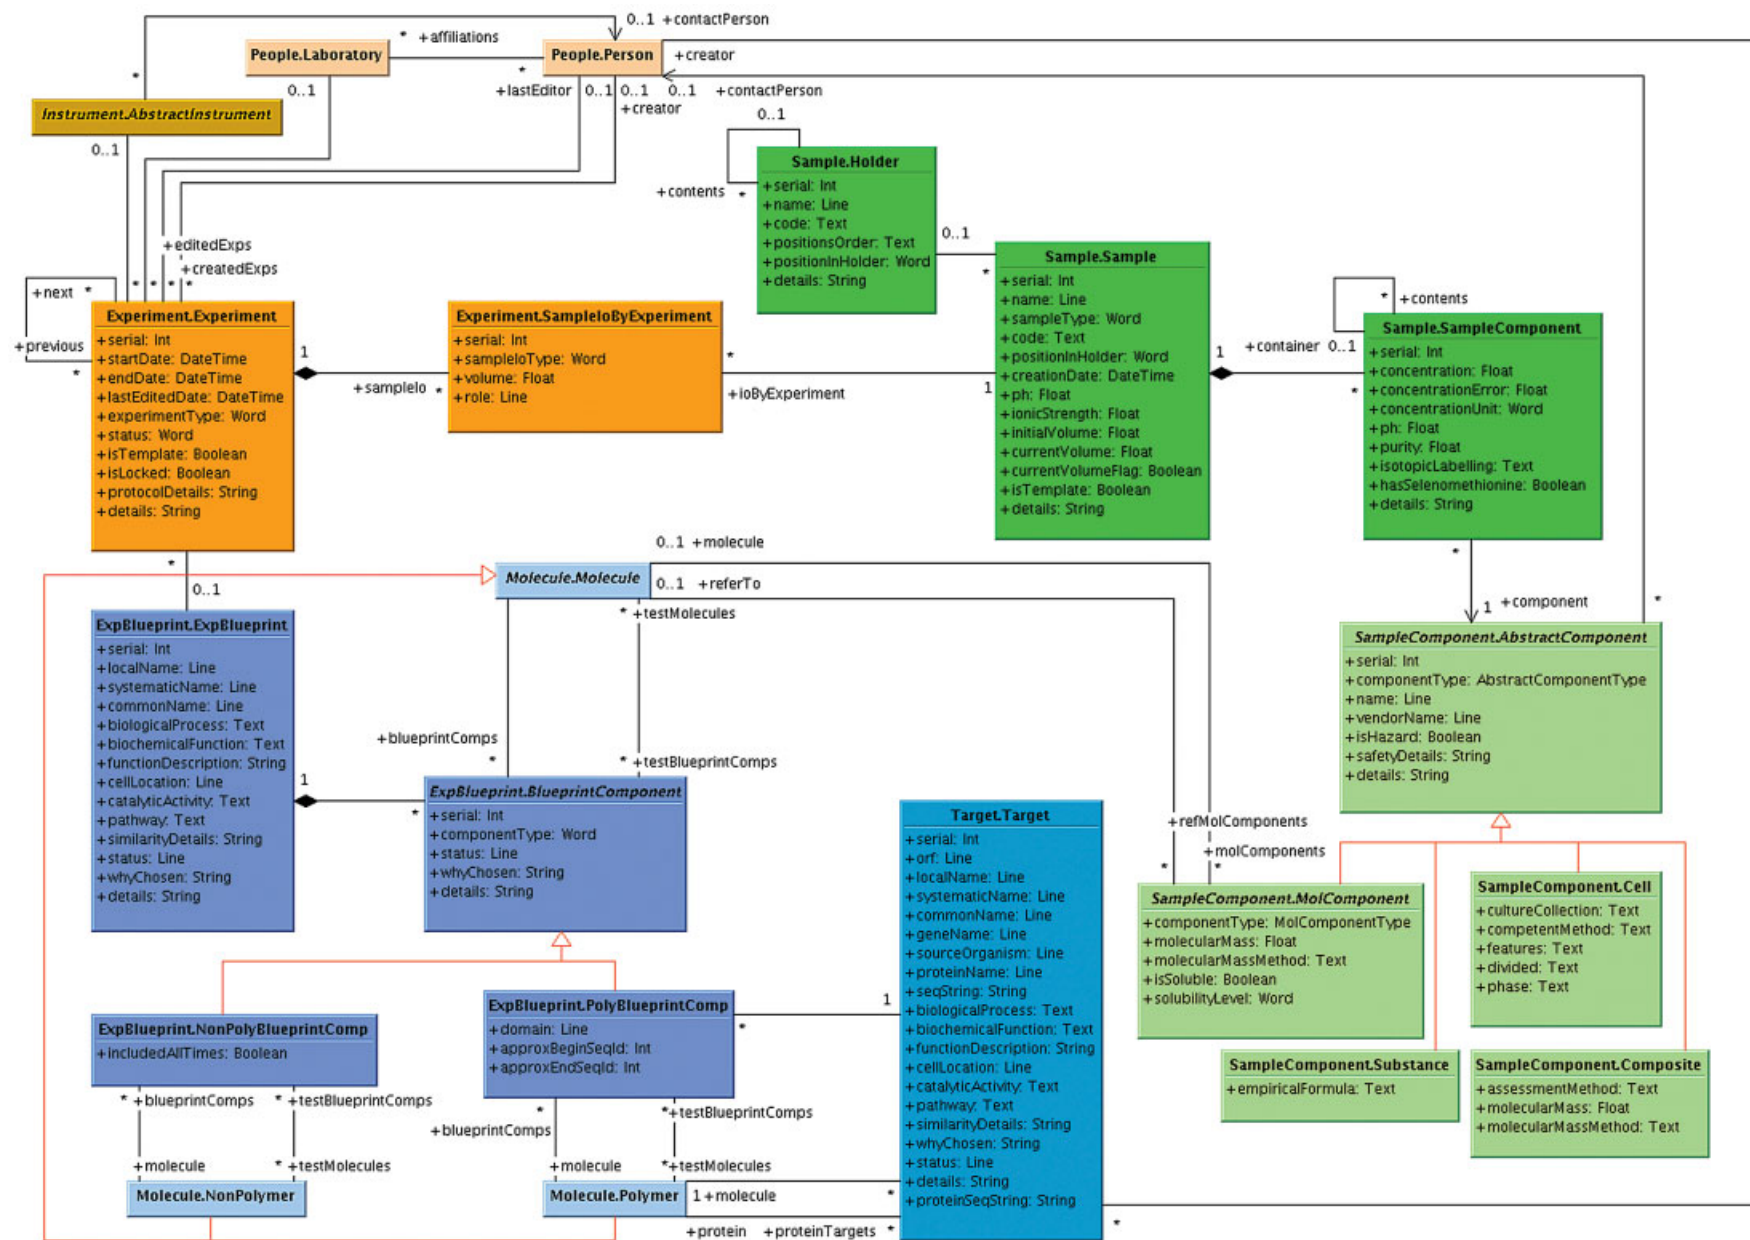 0..1 +contactPerson
* +affiliations
People.Laboratory
People.Person
+creator
*
*
0..1
+lastEditor 0..1 0..1 0..1 +contactPerson
+creator
Instrument.AbstractInstrument
0..1
0..1
+contents *
Sample.Holder
+serial: Int
+name: Line
+code: Text
+positionsOrder: Text
+positionInHolder: Word
+details: String
0..1
*
+editedExps
+createdExps
* * * *
+next *
+previous
*
Experiment.Experiment
+serial: Int
+startDate: DateTime
+endDate: DateTime
+lastEditedDate: DateTime
+experimentType: Word
+status: Word
+isTemplate: Boolean
+isLocked: Boolean
+protocolDetails: String
+details: String
1
+sampleIo *
Experiment.SampleIoByExperiment
+serial: Int
+sampleIoType: Word
+volume: Float
+role: Line
*
+ioByExperiment
1
Sample.Sample
+serial: Int
+name: Line
+sampleType: Word
+code: Text
+positionInHolder: Word
+creationDate: DateTime
+ph: Float
+ionicStrength: Float
+initialVolume: Float
+currentVolume: Float
+currentVolumeFlag: Boolean
+isTemplate: Boolean
+details: String
1
+container 0..1
* +contents
*
Sample.SampleComponent
+serial: Int
+concentration: Float
+concentrationError: Float
+concentrationUnit: Word
+ph: Float
+purity: Float
+isotopicLabelling: Text
+hasSelenomethionine: Boolean
+details: String
*
1 +component
*
*
0..1
0..1 +molecule
0..1 +referTo
Molecule.Molecule
* +testMolecules
ExpBlueprint.ExpBlueprint
+serial: Int
+localName: Line
+systematicName: Line
+commonName: Line
+biologicalProcess: Text
+biochemicalFunction: Text
+functionDescription: String
+cellLocation: Line
+catalyticActivity: Text
+pathway: Text
+similarityDetails: String
+status: Line
+whyChosen: String
+details: String
1
*
+blueprintComps
*
* +testBlueprintComps
ExpBlueprint.BlueprintComponent
+serial: Int
+componentType: Word
+status: Line
+whyChosen: String
+details: String
SampleComponent.AbstractComponent
+serial: Int
+componentType: AbstractComponentType
+name: Line
+vendorName: Line
+isHazard: Boolean
+safetyDetails: String
+details: String
Target.Target
+serial: Int
+orf: Line
+localName: Line
+systematicName: Line
+commonName: Line
+geneName: Line
+sourceOrganism: Line
+proteinName: Line
+seqString: String
+biologicalProcess: Text
+biochemicalFunction: Text
+functionDescription: String
+cellLocation: Line
+catalyticActivity: Text
+pathway: Text
+similarityDetails: String
+whyChosen: String
+status: Line
+details: String
+proteinSeqString: String
+refMolComponents
+molComponents
* *
SampleComponent.MolComponent
+componentType: MolComponentType
+molecularMass: Float
+molecularMassMethod: Text
+isSoluble: Boolean
+solubilityLevel: Word
SampleComponent.Cell
+cultureCollection: Text
+competentMethod: Text
+features: Text
+divided: Text
+phase: Text
SampleComponent.Substance
+empiricalFormula: Text
SampleComponent.Composite
+assessmentMethod: Text
+molecularMass: Float
+molecularMassMethod: Text
ExpBlueprint.NonPolyBlueprintComp
+includedAllTimes: Boolean
* +blueprintComps * +testBlueprintComps
+molecule * +testMolecules
Molecule.NonPolymer
ExpBlueprint.PolyBlueprintComp
+domain: Line
+approxBeginSeqId: Int
+approxEndSeqId: Int
1
*
*
+blueprintComps
*+testBlueprintComps
+molecule *+testMolecules
Molecule.Polymer
1 +molecule *
+protein +proteinTargets *
*